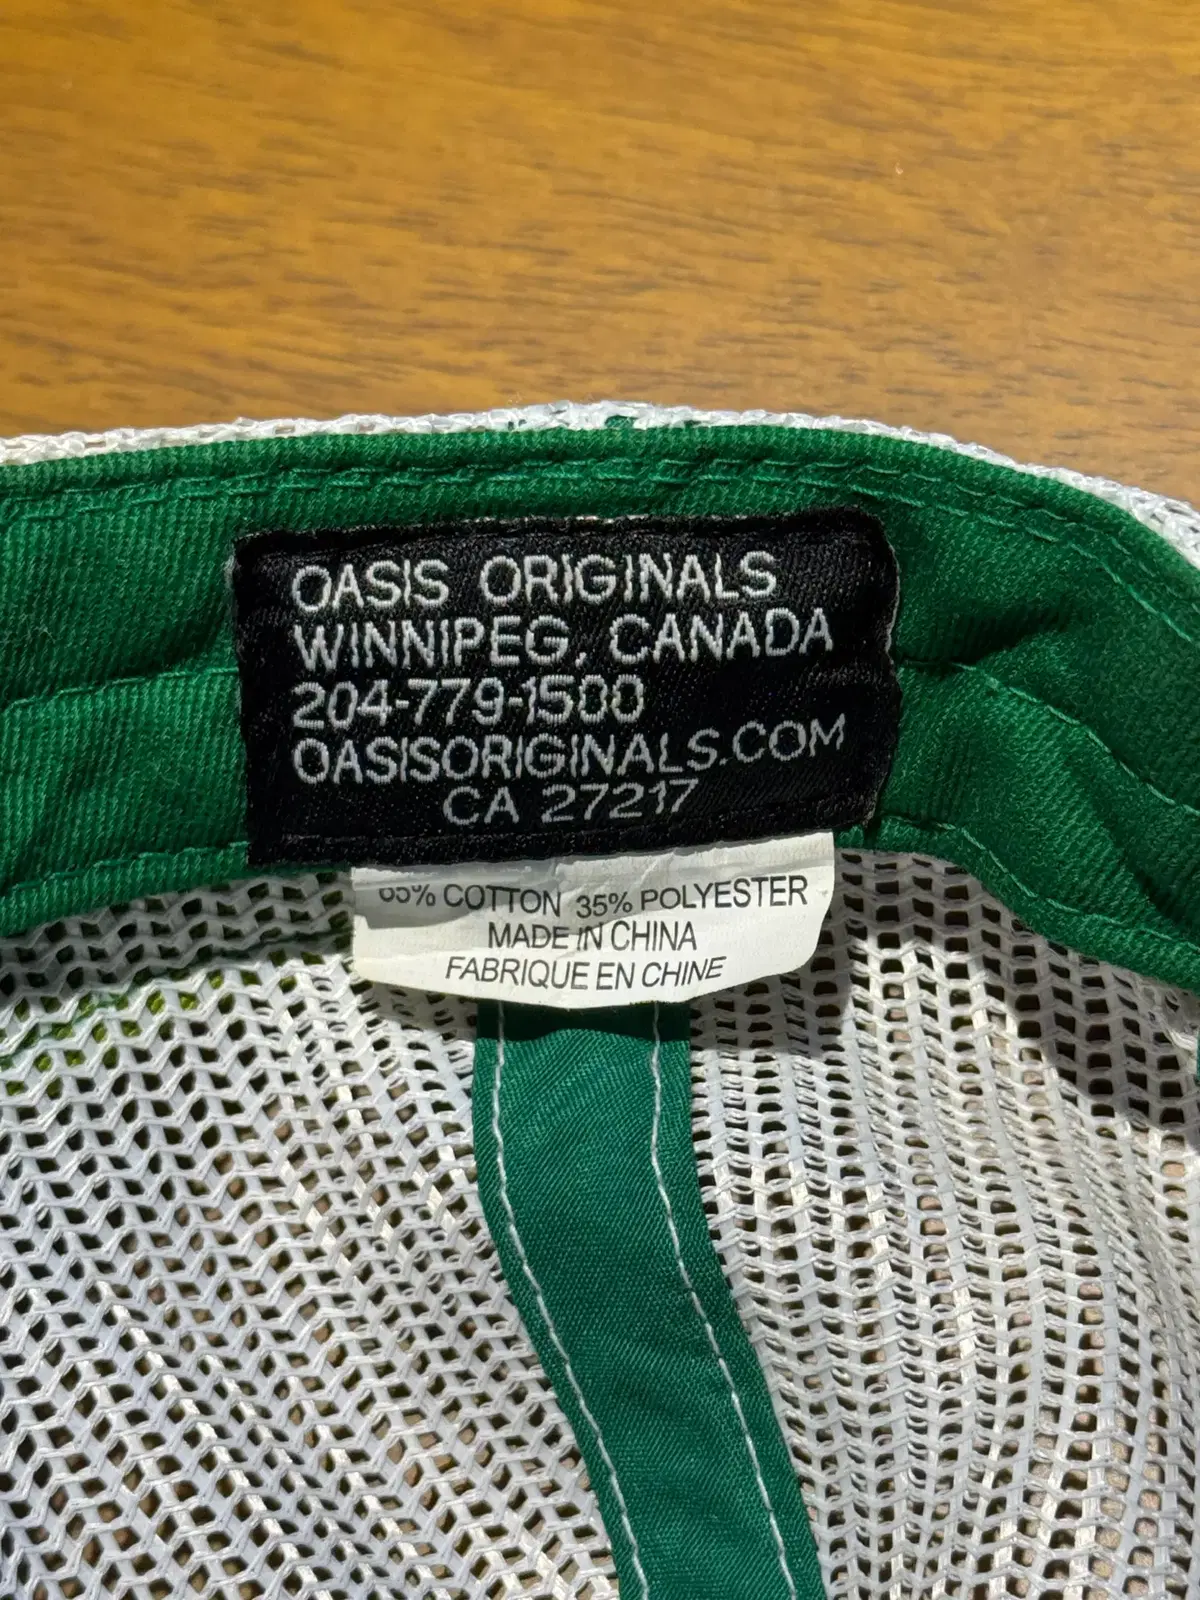 OASIS ORIGINALS
WINNIPEG, CANADA
204-779-1500
OASISORIGINALS.COM
CA 27217
65% COTTON 35% POLYESTER
MADE IN CHINA
FABRIQUE EN CHINE